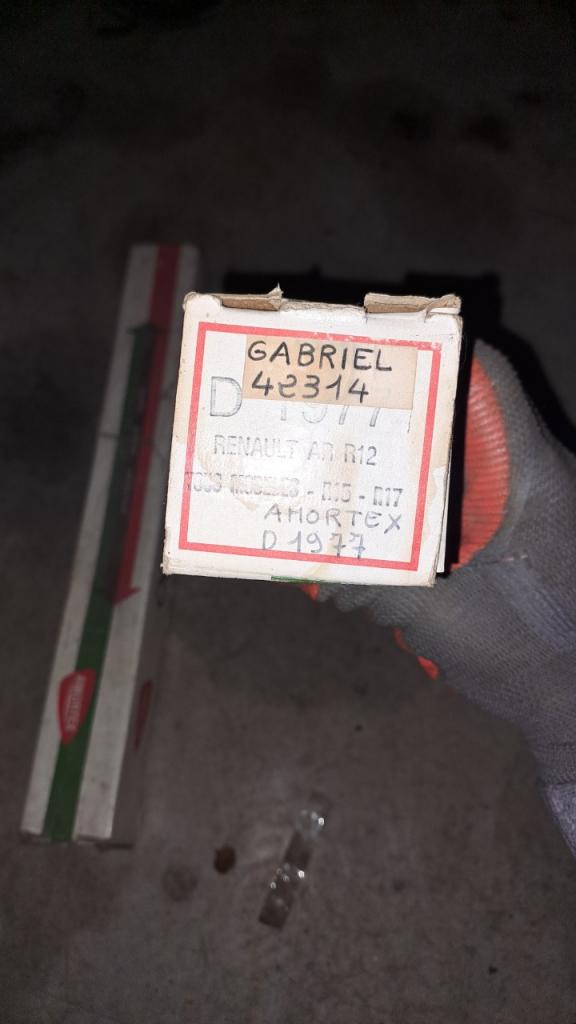 GABRIEL
42314
D 1977
RENAULT AR R12
TOUS MODELES - R15 - R17
AMORTEX
D 1977